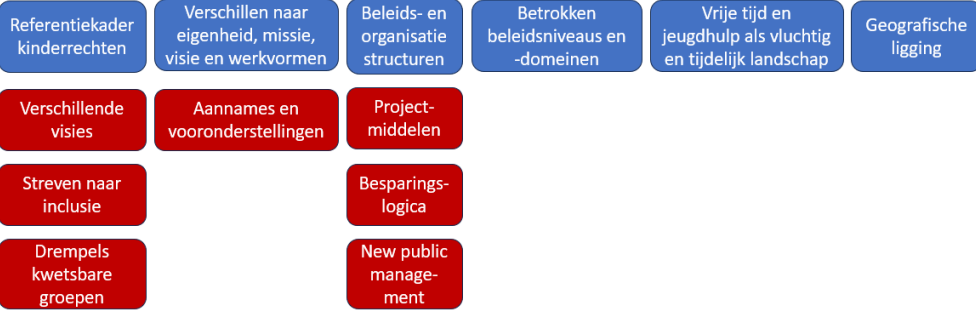 Referentiekader
kinderrechten
Verschillen naar
eigenheid, missie,
visie en werkvormen
Beleids- en
organisatie
structuren
Betrokken
beleidsniveaus en
-domeinen
Vrije tijd en
jeugdhulp als vluchtig
en tijdelijk landschap
Geografische
ligging
Verschillende
visies
Aannames en
vooronderstellingen
Project-
middelen
Streven naar
inclusie
Besparings-
logica
Drempels
kwetsbare
groepen
New public
manage-
ment